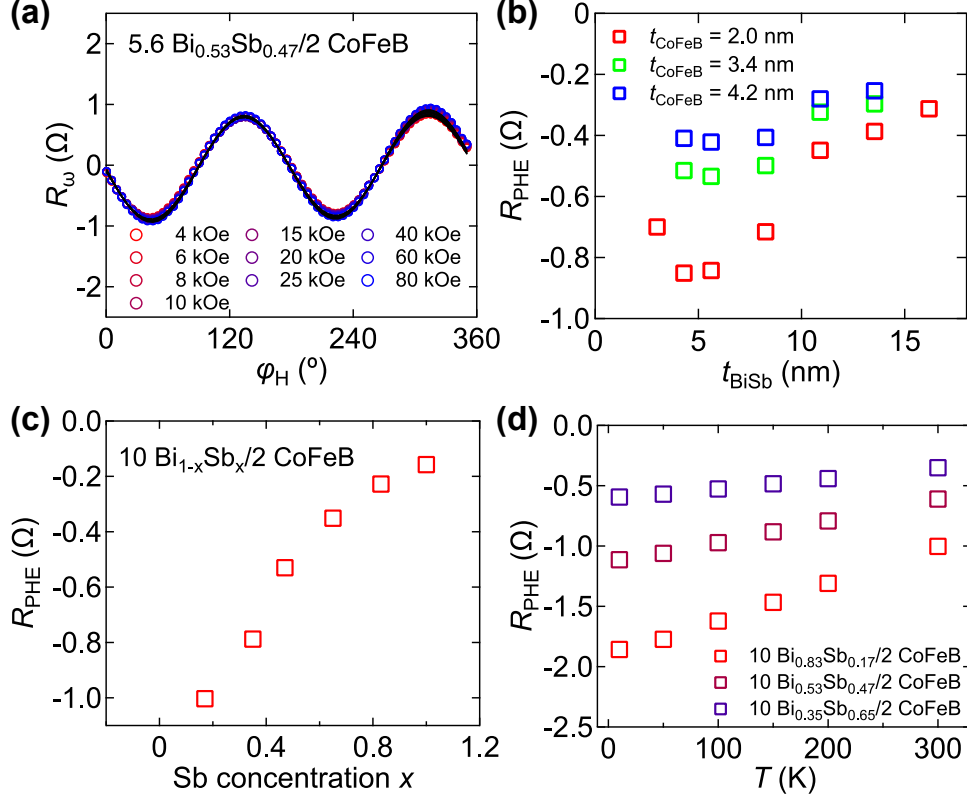 (a)
5.6 Bi0.53Sb0.47/2 CoFeB
2
1
0
-1
-2
Rω (Ω)
4 kOe
6 kOe
8 kOe
10 kOe
15 kOe
20 kOe
25 kOe
40 kOe
60 kOe
80 kOe
0 120 240 360
φH (º)
(b)
0
-0.2
-0.4
-0.6
-0.8
-1.0
RPHE (Ω)
tCoFeB = 2.0 nm
tCoFeB = 3.4 nm
tCoFeB = 4.2 nm
0 5 10 15
tBiSb (nm)
(c)
10 Bi1-xSbx/2 CoFeB
0.0
-0.2
-0.4
-0.6
-0.8
-1.0
RPHE (Ω)
0 0.4 0.8 1.2
Sb concentration x
(d)
0.0
-0.5
-1.0
-1.5
-2.0
-2.5
RPHE (Ω)
10 Bi0.83Sb0.17/2 CoFeB
10 Bi0.53Sb0.47/2 CoFeB
10 Bi0.35Sb0.65/2 CoFeB
0 100 200 300
T (K)